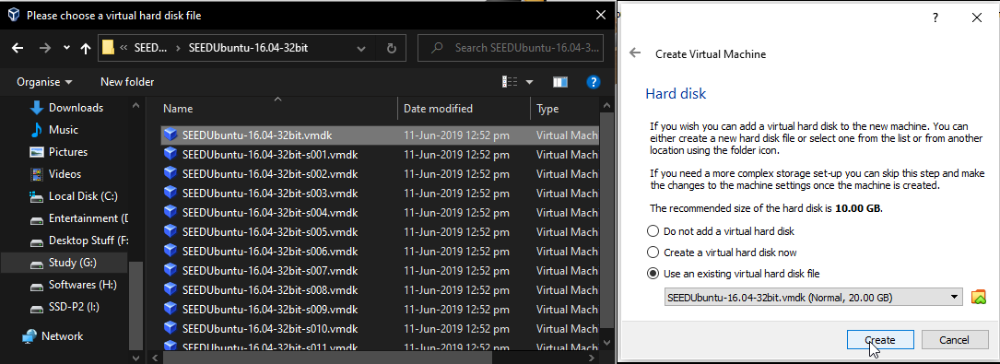 Please choose a virtual hard disk file
SEED...
SEEDUbuntu-16.04-32bit
Search SEEDUbuntu-16.04-3...
Organise
New folder
Downloads
Music
Pictures
Videos
Local Disk (C:)
Entertainment (D
Desktop Stuff (F:
Study (G:)
Softwares (H:)
SSD-P2 (I:)
Network
Name Date modified Type
SEEDUbuntu-16.04-32bit.vmdk 11-Jun-2019 12:52 pm Virtual Mach
SEEDUbuntu-16.04-32bit-s001.vmdk 11-Jun-2019 12:52 pm Virtual Mach
SEEDUbuntu-16.04-32bit-s002.vmdk 11-Jun-2019 12:52 pm Virtual Mach
SEEDUbuntu-16.04-32bit-s003.vmdk 11-Jun-2019 12:52 pm Virtual Mach
SEEDUbuntu-16.04-32bit-s004.vmdk 11-Jun-2019 12:52 pm Virtual Mach
SEEDUbuntu-16.04-32bit-s005.vmdk 11-Jun-2019 12:52 pm Virtual Mach
SEEDUbuntu-16.04-32bit-s006.vmdk 11-Jun-2019 12:52 pm Virtual Mach
SEEDUbuntu-16.04-32bit-s007.vmdk 11-Jun-2019 12:52 pm Virtual Mach
SEEDUbuntu-16.04-32bit-s008.vmdk 11-Jun-2019 12:52 pm Virtual Mach
SEEDUbuntu-16.04-32bit-s009.vmdk 11-Jun-2019 12:52 pm Virtual Mach
SEEDUbuntu-16.04-32bit-s010.vmdk 11-Jun-2019 12:52 pm Virtual Mach
SEEDUbuntu-16.04-32bit-s011.vmdk 11-Jun-2019 12:52 pm Virtual Mach
Create Virtual Machine
Hard disk
If you wish you can add a virtual hard disk to the new machine. You can
either create a new hard disk file or select one from the list or from another
location using the folder icon.
If you need a more complex storage set-up you can skip this step and make
the changes to the machine settings once the machine is created.
The recommended size of the hard disk is 10.00 GB.
Do not add a virtual hard disk
Create a virtual hard disk now
Use an existing virtual hard disk file
SEEDUbuntu-16.04-32bit.vmdk (Normal, 20.00 GB)
Create
Cancel